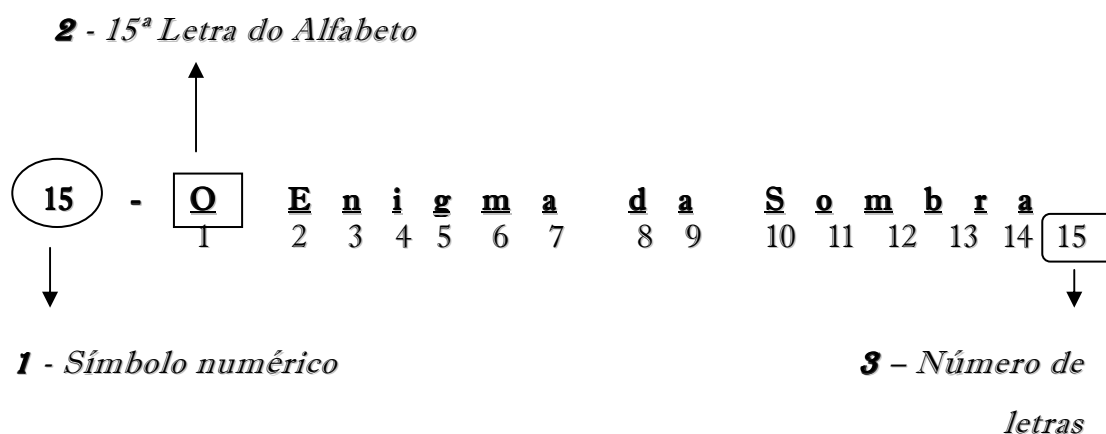 2 - 15ª Letra do Alfabeto
15 - O Enigma da Sombra
1 2 3 4 5 6 7 8 9 10 11 12 13 14 15
1 - Símbolo numérico
3 – Número de
letras